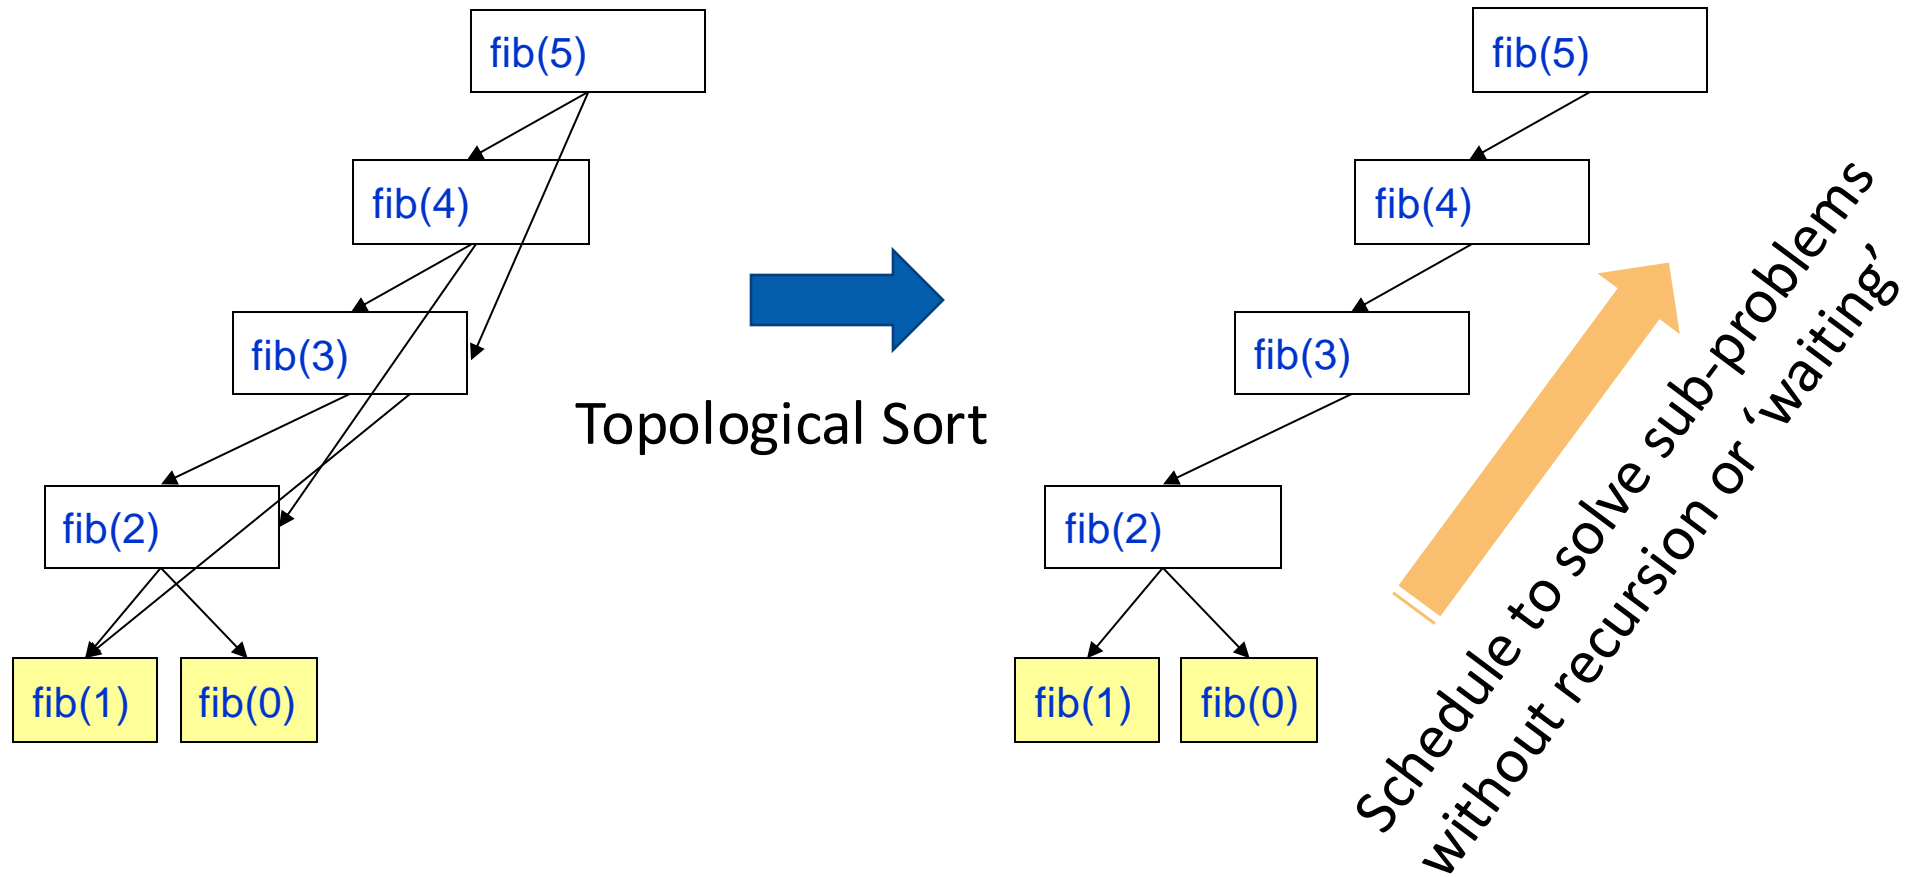 fib(5)
fib(4)
fib(3)
fib(2)
fib(1)
fib(0)
Topological Sort
fib(5)
fib(4)
fib(3)
fib(2)
fib(1)
fib(0)
Schedule to solve sub-problems
without recursion or ‘waiting’